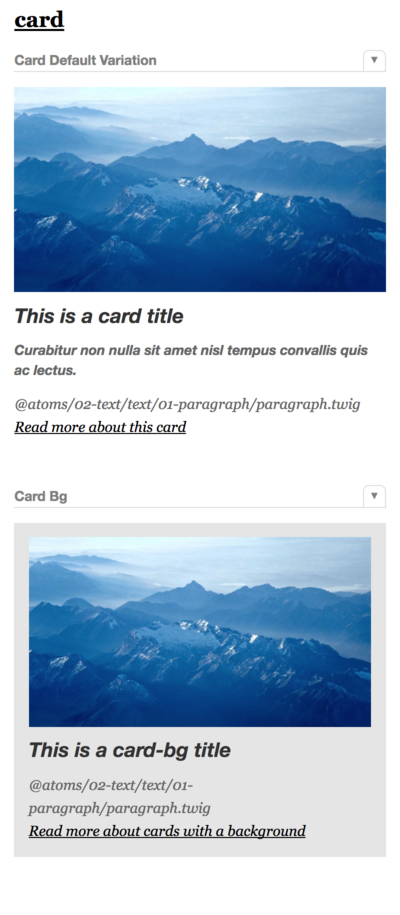 card
Card Default Variation
▼
This is a card title
Curabitur non nulla sit amet nisl tempus convallis quis
ac lectus.
@atoms/02-text/text/01-paragraph/paragraph.twig
Read more about this card
Card Bg
▼
This is a card-bg title
@atoms/02-text/text/01-
paragraph/paragraph.twig
Read more about cards with a background